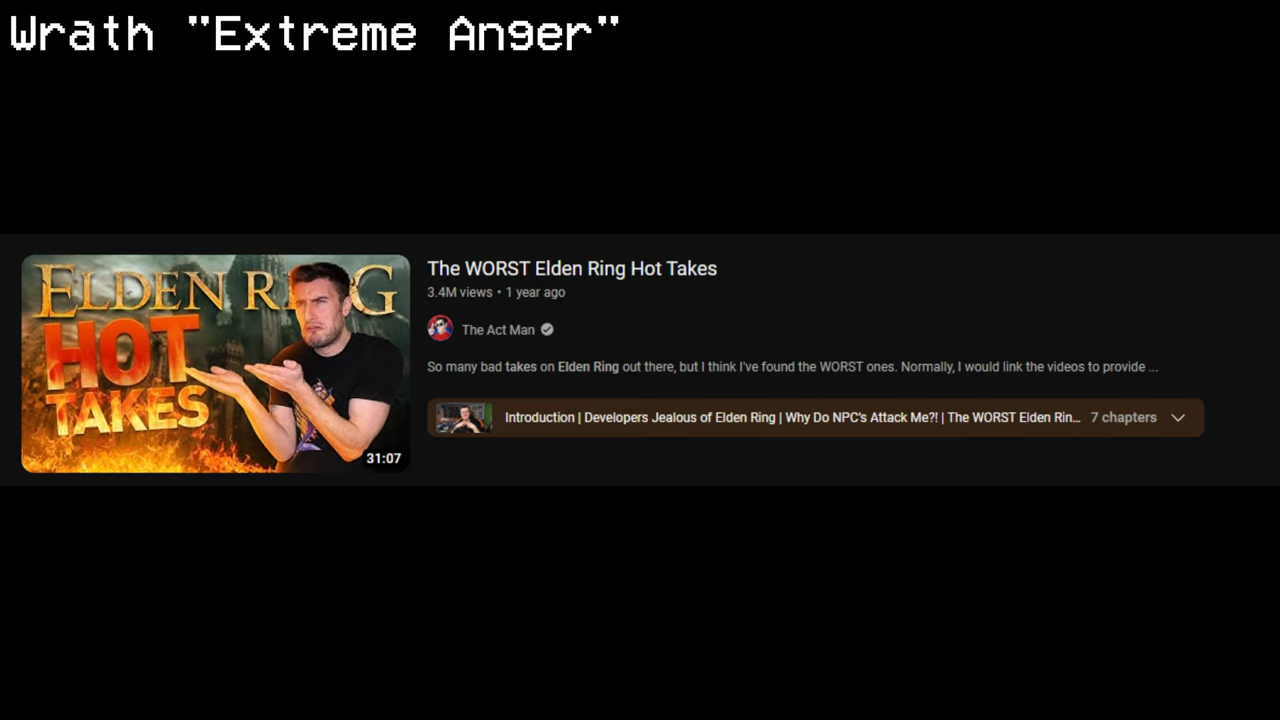 Wrath "Extreme Anger"
ELDEN RING
HOT
TAKES
31:07
The WORST Elden Ring Hot Takes
3.4M views • 1 year ago
The Act Man
So many bad takes on Elden Ring out there, but I think I've found the WORST ones. Normally, I would link the videos to provide ...
Introduction | Developers Jealous of Elden Ring | Why Do NPC's Attack Me?! | The WORST Elden Rin... 7 chapters